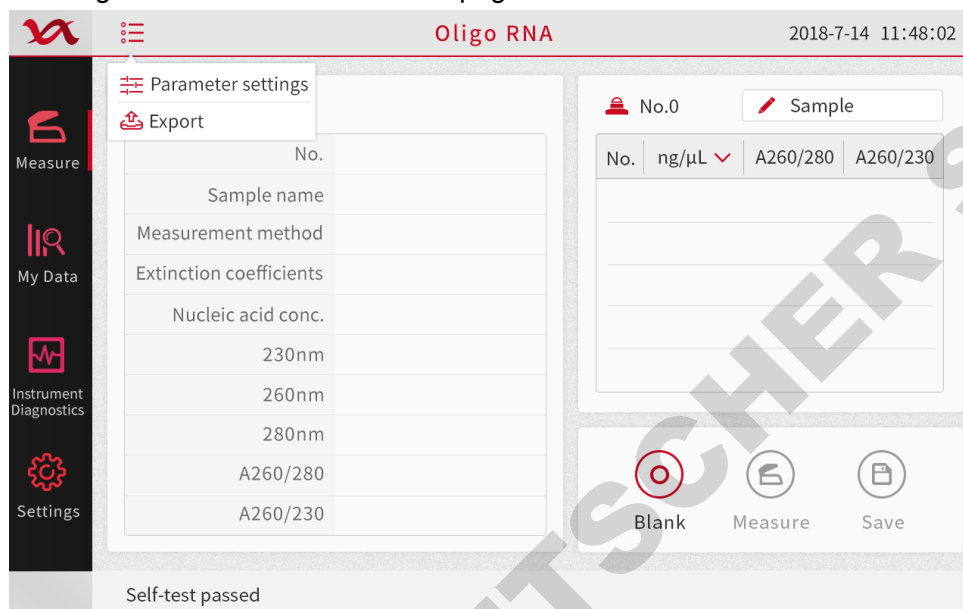 Oligo RNA
2018-7-14 11:48:02
Parameter settings
Export
Measure
My Data
Instrument
Diagnostics
Settings
No.
Sample name
Measurement method
Extinction coefficients
Nucleic acid conc.
230nm
260nm
280nm
A260/280
A260/230
No.0
Sample
No. ng/μL A260/280 A260/230
Blank Measure Save
Self-test passed